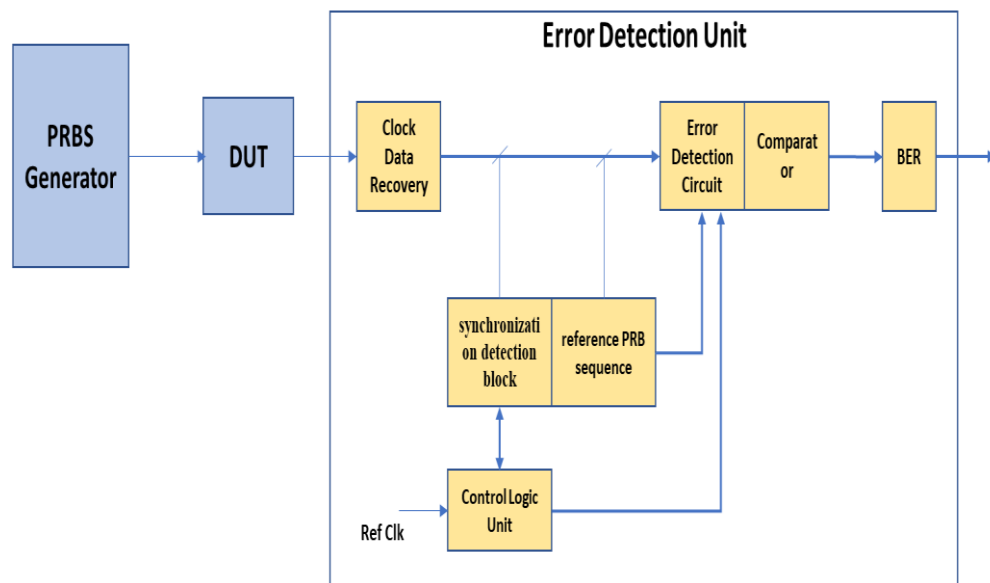 Error Detection Unit
PRBS
Generator
DUT
Clock
Data
Recovery
Error
Detection
Circuit
Comparat
or
BER
synchronizati
on detection
block
reference PRB
sequence
Control Logic
Unit
Ref Clk